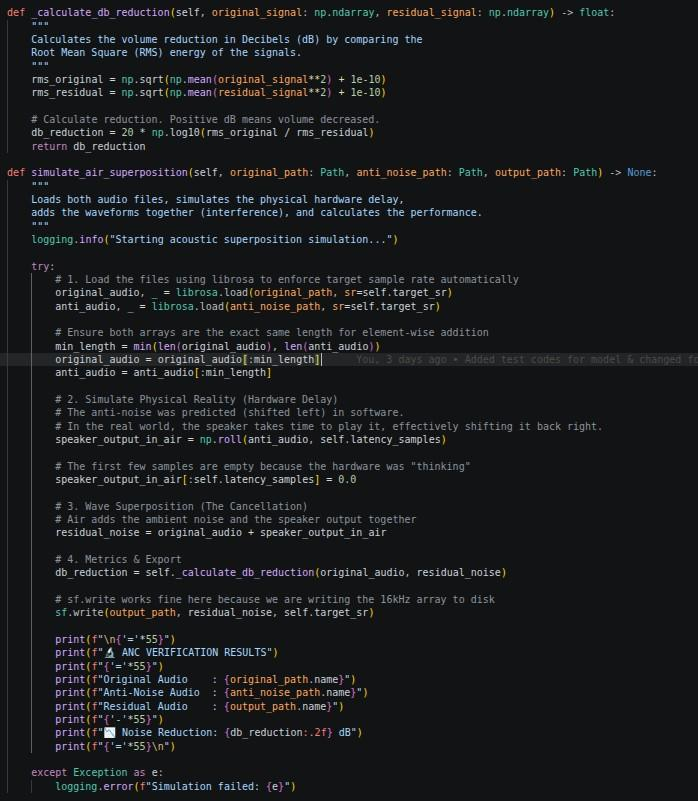 def _calculate_db_reduction(self, original_signal: np.ndarray, residual_signal: np.ndarray) -> float:
    """
    Calculates the volume reduction in Decibels (dB) by comparing the
    Root Mean Square (RMS) energy of the signals.
    """
    rms_original = np.sqrt(np.mean(original_signal**2) + 1e-10)
    rms_residual = np.sqrt(np.mean(residual_signal**2) + 1e-10)

    # Calculate reduction. Positive dB means volume decreased.
    db_reduction = 20 * np.log10(rms_original / rms_residual)
    return db_reduction

def simulate_air_superposition(self, original_path: Path, anti_noise_path: Path, output_path: Path) -> None:
    """
    Loads both audio files, simulates the physical hardware delay,
    adds the waveforms together (interference), and calculates the performance.
    """
    logging.info("Starting acoustic superposition simulation...")

    try:
        # 1. Load the files using librosa to enforce target sample rate automatically
        original_audio, _ = librosa.load(original_path, sr=self.target_sr)
        anti_audio, _ = librosa.load(anti_noise_path, sr=self.target_sr)

        # Ensure both arrays are the exact same length for element-wise addition
        min_length = min(len(original_audio), len(anti_audio))
        original_audio = original_audio[:min_length]     You, 3 days ago • Added test codes for model & changed fo
        anti_audio = anti_audio[:min_length]

        # 2. Simulate Physical Reality (Hardware Delay)
        # The anti-noise was predicted (shifted left) in software.
        # In the real world, the speaker takes time to play it, effectively shifting it back right.
        speaker_output_in_air = np.roll(anti_audio, self.latency_samples)

        # The first few samples are empty because the hardware was "thinking"
        speaker_output_in_air[:self.latency_samples] = 0.0

        # 3. Wave Superposition (The Cancellation)
        # Air adds the ambient noise and the speaker output together
        residual_noise = original_audio + speaker_output_in_air

        # 4. Metrics & Export
        db_reduction = self._calculate_db_reduction(original_audio, residual_noise)

        # sf.write works fine here because we are writing the 16kHz array to disk
        sf.write(output_path, residual_noise, self.target_sr)

        print(f"\n{'='*55}")
        print(f"🔬 ANC VERIFICATION RESULTS")
        print(f"{'='*55}")
        print(f"Original Audio    : {original_path.name}")
        print(f"Anti-Noise Audio  : {anti_noise_path.name}")
        print(f"Residual Audio    : {output_path.name}")
        print(f"{'-'*55}")
        print(f"📉 Noise Reduction: {db_reduction:.2f} dB")
        print(f"{'='*55}\n")

    except Exception as e:
        logging.error(f"Simulation failed: {e}")